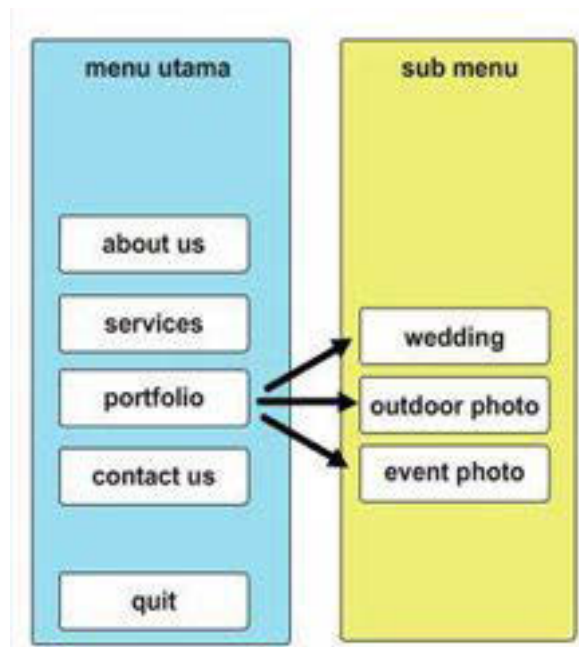 menu utama
about us
services
portfolio
contact us
quit
sub menu
wedding
outdoor photo
event photo